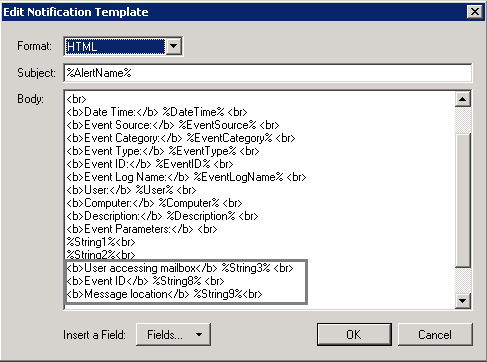 Edit Notification Template
Format: HTML
Subject: %AlertName%
Body: <br>
<b>Date Time:</b> %DateTime% <br>
<b>Event Source:</b> %EventSource% <br>
<b>Event Category:</b> %EventCategory% <br>
<b>Event Type:</b> %EventType% <br>
<b>Event ID:</b> %EventID% <br>
<b>Event Log Name:</b> %EventLogName% <br>
<b>User:</b> %User% <br>
<b>Computer:</b> %Computer% <br>
<b>Description:</b> %Description% <br>
<b>Event Parameters:</b> <br>
%String1%<br>
%String2%<br>
<b>User accessing mailbox</b> %String3% <br>
<b>Event ID</b> %String8% <br>
<b>Message location</b> %String9%<br>
Insert a Field: Fields... OK Cancel